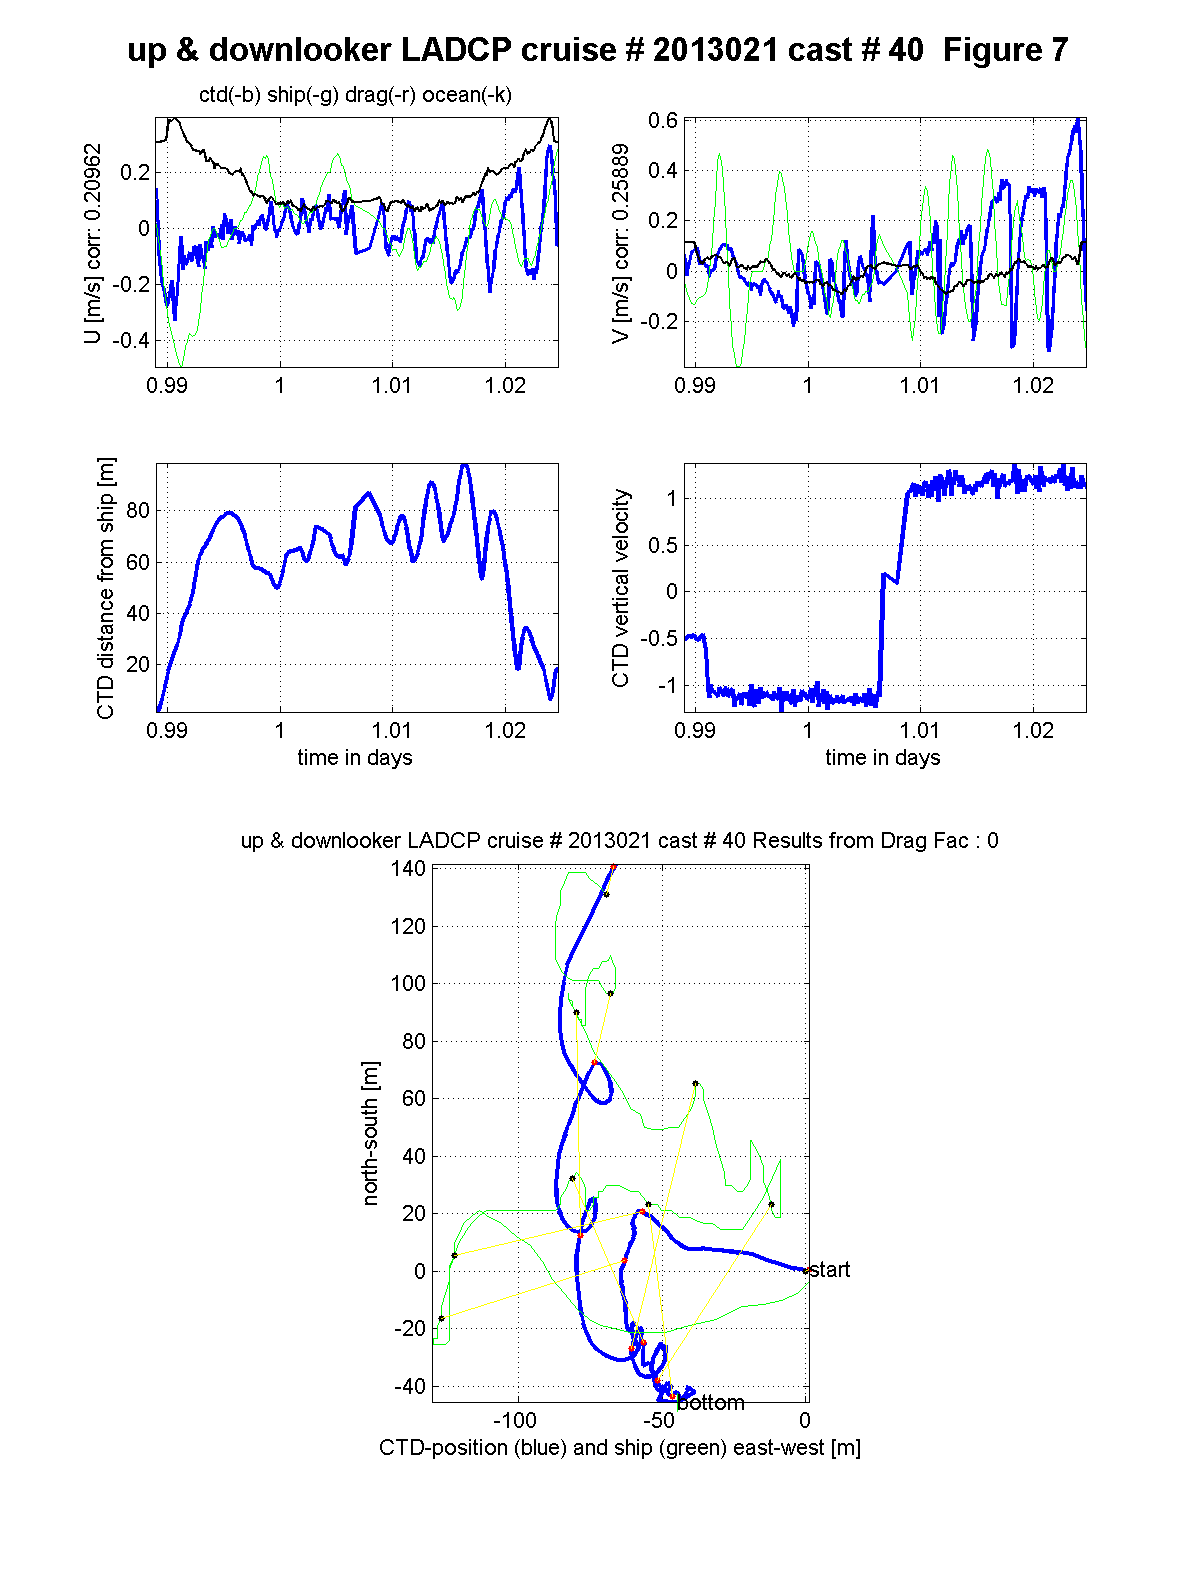 up & downlooker LADCP cruise # 2013021 cast # 40  Figure 7
ctd(-b) ship(-g) drag(-r) ocean(-k)
U [m/s] corr: 0.20962
0.2
0
-0.2
-0.4
0.99 1 1.01 1.02
V [m/s] corr: 0.25889
0.6
0.4
0.2
0
-0.2
0.99 1 1.01 1.02
CTD distance from ship [m]
80
60
40
20
0.99 1 1.01 1.02
time in days
CTD vertical velocity
1
0.5
0
-0.5
-1
0.99 1 1.01 1.02
time in days
up & downlooker LADCP cruise # 2013021 cast # 40 Results from Drag Fac : 0
north-south [m]
140
120
100
80
60
40
20
0
-20
-40
start
bottom
-100 -50 0
CTD-position (blue) and ship (green) east-west [m]